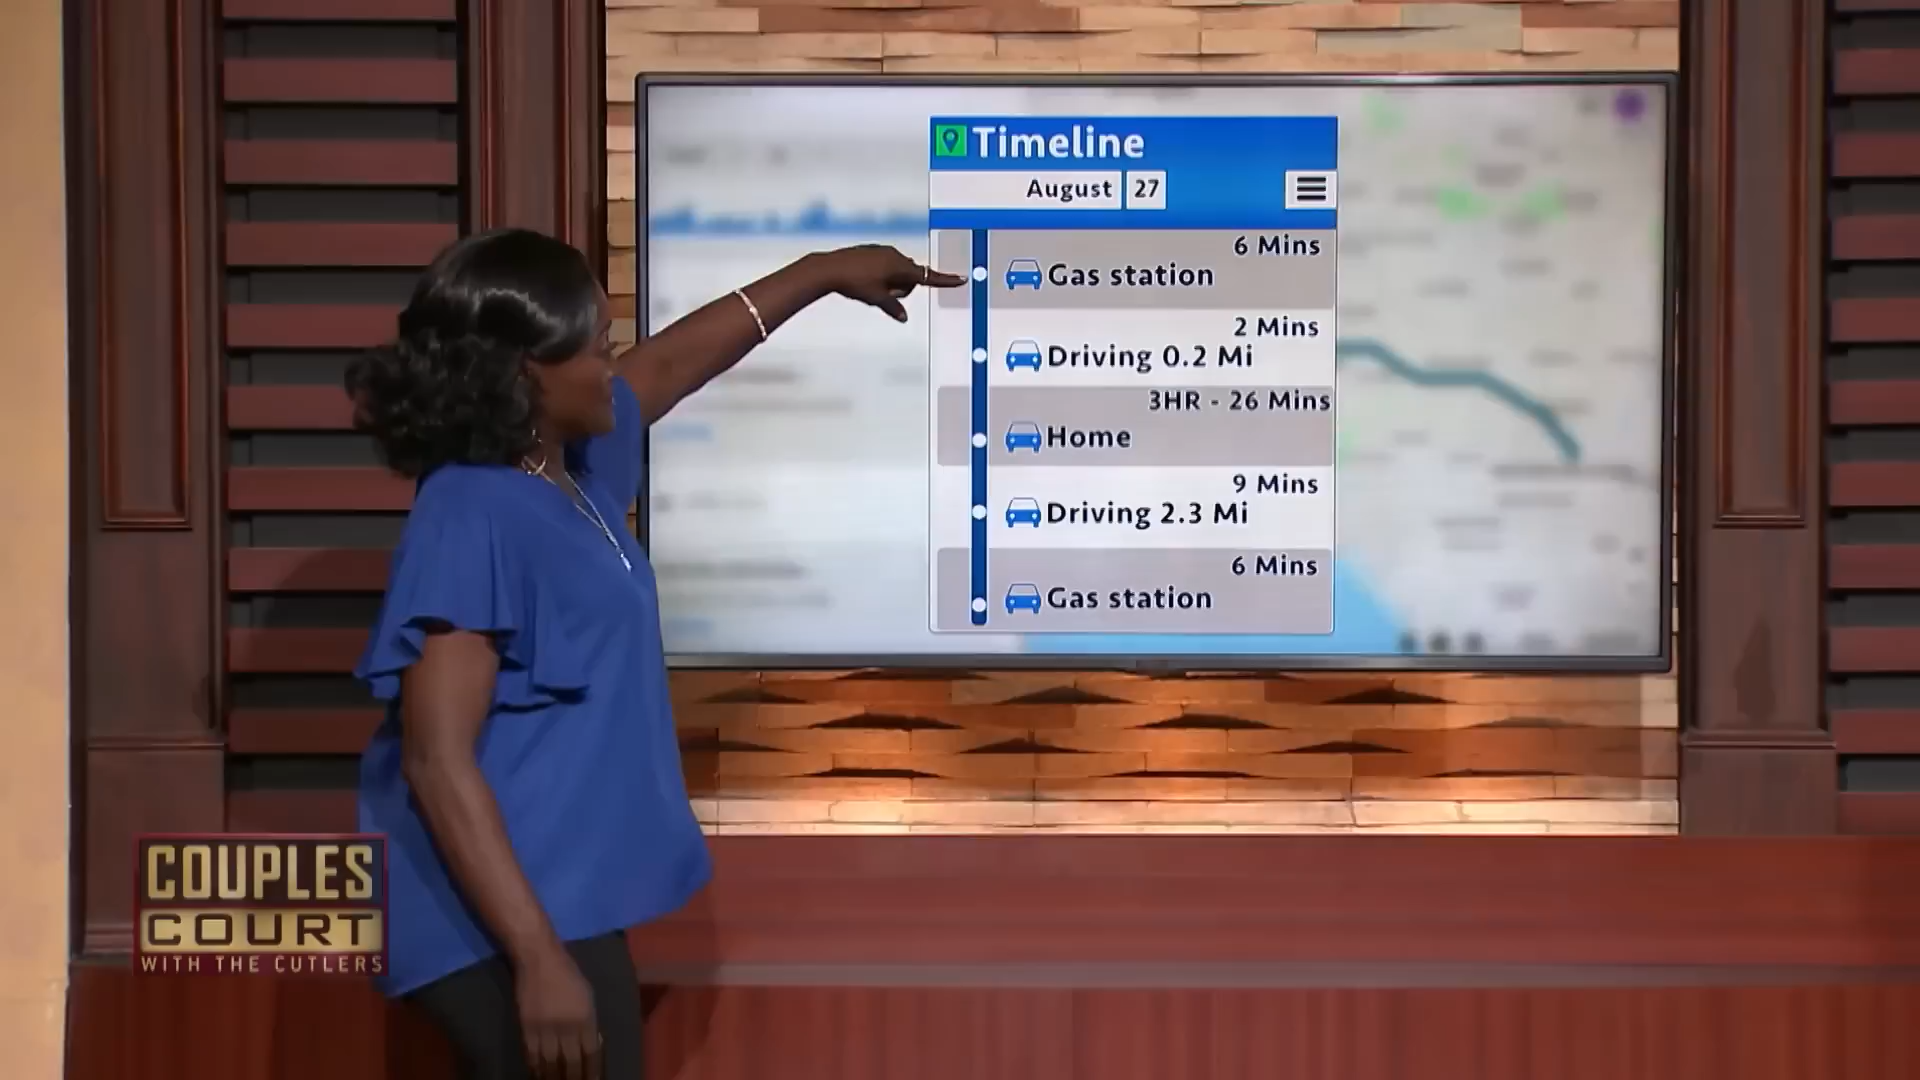 Timeline
August 27
6 Mins
Gas station
2 Mins
Driving 0.2 Mi
3HR - 26 Mins
Home
9 Mins
Driving 2.3 Mi
6 Mins
Gas station
COUPLES
COURT
WITH THE CUTLERS